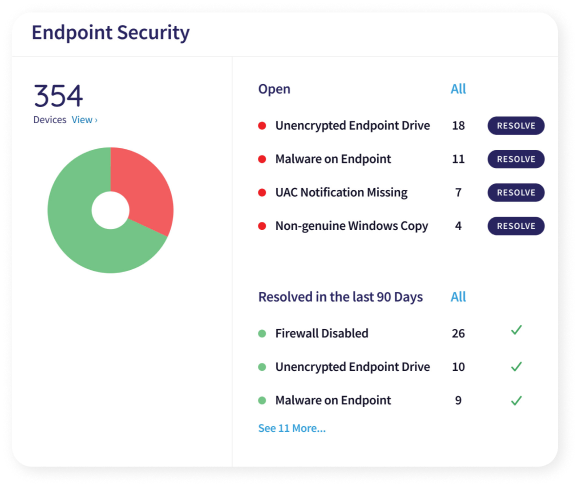 Endpoint Security
354
Devices View ›
Open All
Unencrypted Endpoint Drive 18 RESOLVE
Malware on Endpoint 11 RESOLVE
UAC Notification Missing 7 RESOLVE
Non-genuine Windows Copy 4 RESOLVE
Resolved in the last 90 Days All
Firewall Disabled 26
Unencrypted Endpoint Drive 10
Malware on Endpoint 9
See 11 More...